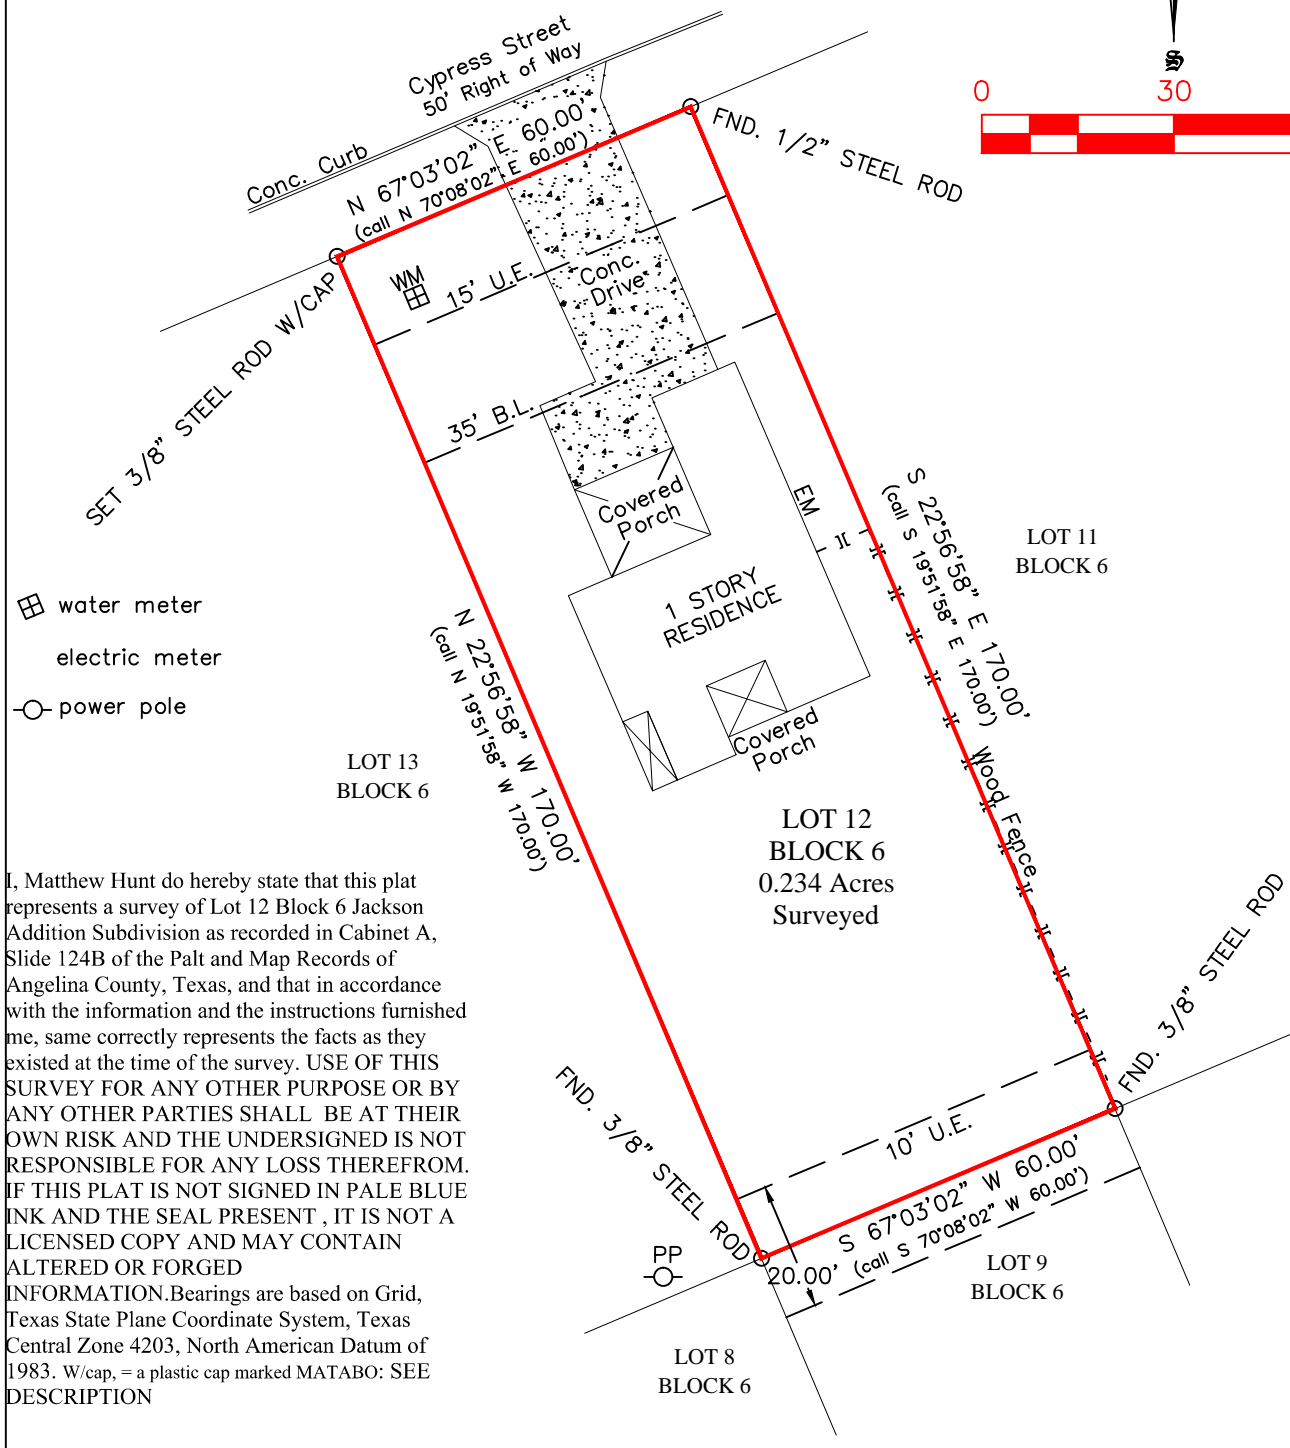 Cypress Street
50' Right of Way
Conc. Curb
N 67°03'02" E 60.00'
(call N 70°08'02" E 60.00')
FND. 1/2" STEEL ROD
S
0 30
SET 3/8" STEEL ROD W/CAP
WM
15' U.E.
Conc.
Drive
35' B.L.
Covered
Porch
EM
1 STORY
RESIDENCE
S 22°56'58" E 170.00'
(call S 19°51'58" E 170.00')
LOT 11
BLOCK 6
water meter
electric meter
power pole
N 22°56'58" W 170.00'
(call N 19°51'58" W 170.00')
LOT 13
BLOCK 6
Covered
Porch
Wood Fence
LOT 12
BLOCK 6
0.234 Acres
Surveyed
I, Matthew Hunt do hereby state that this plat
represents a survey of Lot 12 Block 6 Jackson
Addition Subdivision as recorded in Cabinet A,
Slide 124B of the Palt and Map Records of
Angelina County, Texas, and that in accordance
with the information and the instructions furnished
me, same correctly represents the facts as they
existed at the time of the survey. USE OF THIS
SURVEY FOR ANY OTHER PURPOSE OR BY
ANY OTHER PARTIES SHALL BE AT THEIR
OWN RISK AND THE UNDERSIGNED IS NOT
RESPONSIBLE FOR ANY LOSS THEREFROM.
IF THIS PLAT IS NOT SIGNED IN PALE BLUE
INK AND THE SEAL PRESENT , IT IS NOT A
LICENSED COPY AND MAY CONTAIN
ALTERED OR FORGED
INFORMATION.Bearings are based on Grid,
Texas State Plane Coordinate System, Texas
Central Zone 4203, North American Datum of
1983. W/cap, = a plastic cap marked MATABO: SEE
DESCRIPTION
FND. 3/8" STEEL ROD
FND. 3/8" STEEL ROD
10' U.E.
S 67°03'02" W 60.00'
(call S 70°08'02" W 60.00')
20.00'
PP
LOT 9
BLOCK 6
LOT 8
BLOCK 6